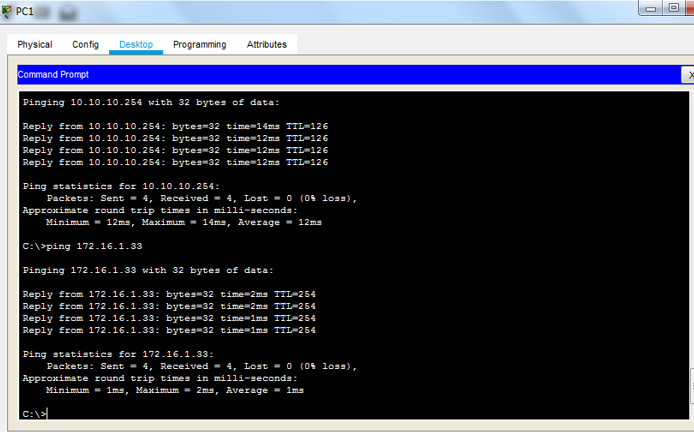 PC1
Physical Config Desktop Programming Attributes
Command Prompt
X
Pinging 10.10.10.254 with 32 bytes of data:
Reply from 10.10.10.254: bytes=32 time=14ms TTL=126
Reply from 10.10.10.254: bytes=32 time=12ms TTL=126
Reply from 10.10.10.254: bytes=32 time=12ms TTL=126
Reply from 10.10.10.254: bytes=32 time=12ms TTL=126
Ping statistics for 10.10.10.254:
Packets: Sent = 4, Received = 4, Lost = 0 (0% loss),
Approximate round trip times in milli-seconds:
Minimum = 12ms, Maximum = 14ms, Average = 12ms
C:\>ping 172.16.1.33
Pinging 172.16.1.33 with 32 bytes of data:
Reply from 172.16.1.33: bytes=32 time=2ms TTL=254
Reply from 172.16.1.33: bytes=32 time=2ms TTL=254
Reply from 172.16.1.33: bytes=32 time=1ms TTL=254
Reply from 172.16.1.33: bytes=32 time=1ms TTL=254
Ping statistics for 172.16.1.33:
Packets: Sent = 4, Received = 4, Lost = 0 (0% loss),
Approximate round trip times in milli-seconds:
Minimum = 1ms, Maximum = 2ms, Average = 1ms
C:\>